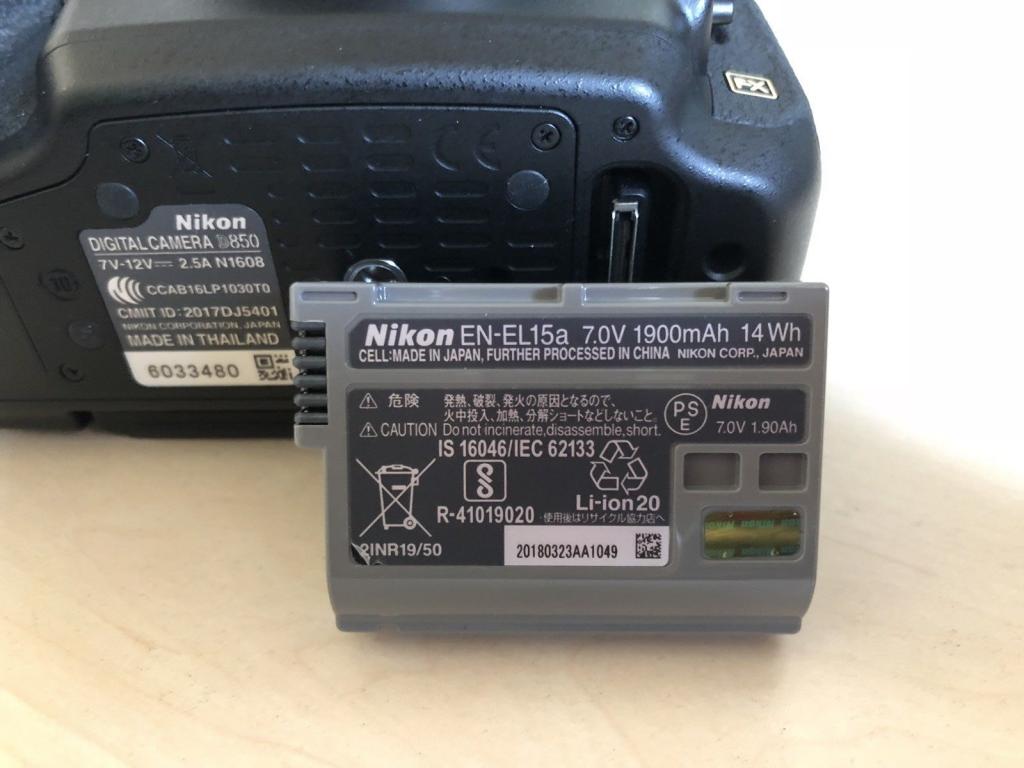 FX
Nikon
DIGITAL CAMERA D850
7V-12V⎓ 2.5A N1608
CCAB16LP1030T0
CMIIT ID:2017DJ5401
NIKON CORPORATION, JAPAN
MADE IN THAILAND
6033480
Nikon EN-EL15a 7.0V 1900mAh 14Wh
CELL:MADE IN JAPAN, FURTHER PROCESSED IN CHINA NIKON CORP., JAPAN
⚠ 危険 発熱、破裂、発火の原因となるので、
火中投入、加熱、分解ショートなどしないこと。
⚠CAUTION Do not incinerate,disassemble,short.
PS
E
Nikon
7.0V 1.90Ah
IS 16046/IEC 62133
R-41019020
Li-ion20
使用後はリサイクル協力店へ
2INR19/50
20180323AA1049
Nikon